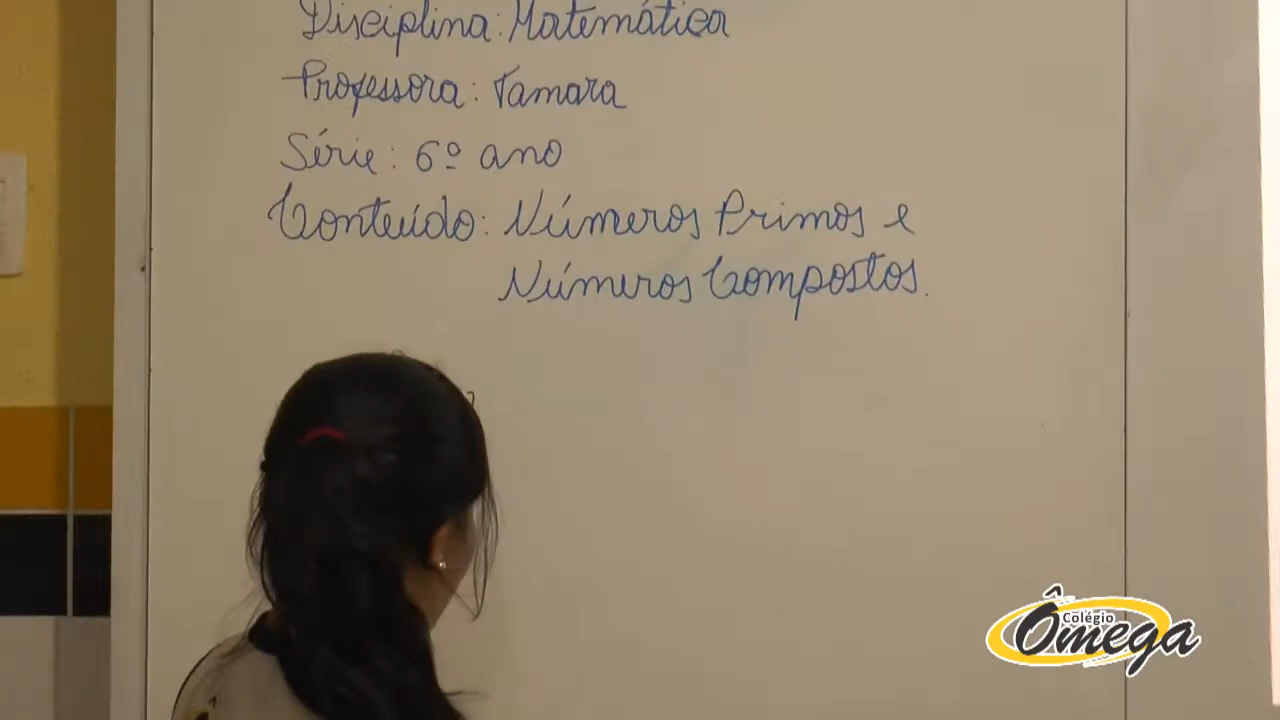 Disciplina: Matemática
Professora: Tamara
Série: 6º ano
Conteúdo: Números Primos e
Números Compostos.
Colégio
Ômega